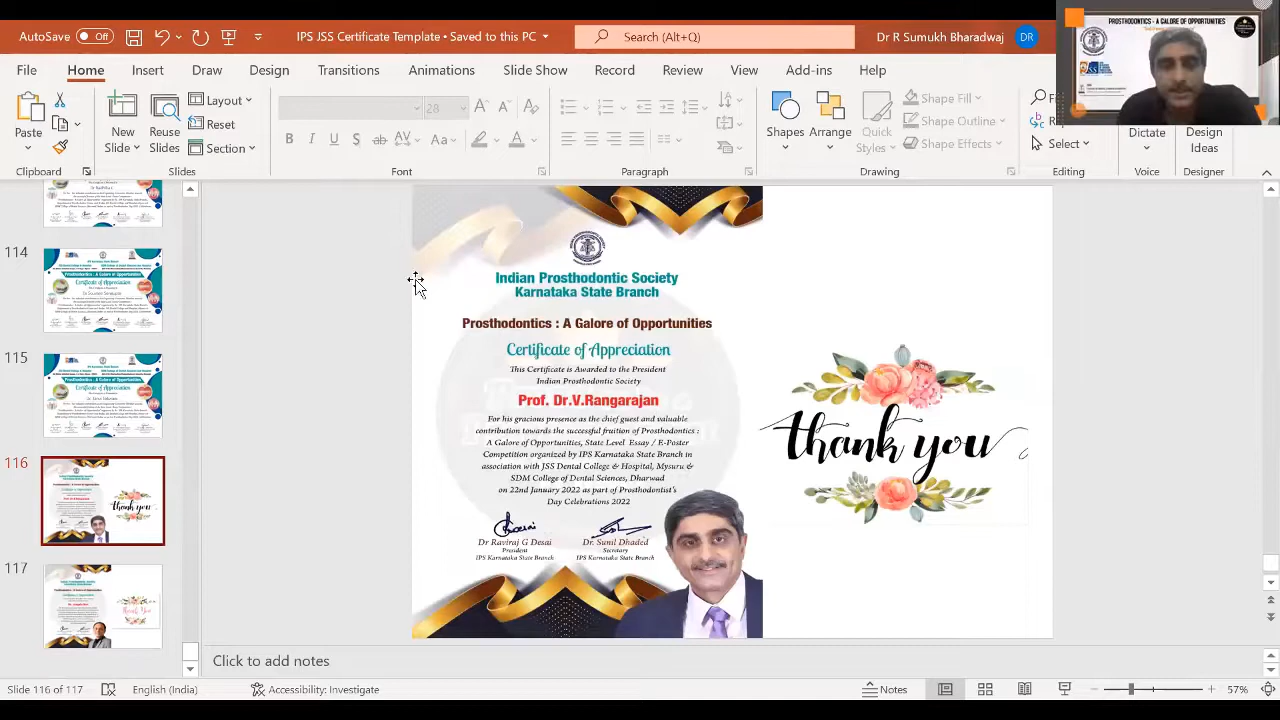 AutoSave Off IPS JSS Certificate Template • Saved to this PC Search (Alt+Q) Dr R Sumukh Bharadwaj DR
PROSTHODONTICS - A GALORE OF OPPORTUNITIES
File Home Insert Draw Design Transitions Animations Slide Show Record Review View Add-ins Help
Paste New Slide Reuse Slides Layout Reset Section
28
Shapes Arrange Quick Styles Shape Fill Shape Outline Shape Effects
Select Dictate Design Ideas
Clipboard Slides Font Paragraph Drawing Editing Voice Designer
114
115
116
117
Indian Prosthodontic Society
Karnataka State Branch
Prosthodontics : A Galore of Opportunities
Certificate of Appreciation
is Awarded to the President
Indian Prosthodontic Society
Prof. Dr.V.Rangarajan
For his gracious presence as the chief guest and valuable
contribution towards the successful fruition of Prosthodontics :
A Galore of Opportunities, State Level Essay / E-Poster
Competition organized by IPS Karnataka State Branch in
association with JSS Dental College & Hospital, Mysuru &
College of Dental Sciences, Dharwad
January 2022 as part of Prosthodontist's
Day Celebrations 2022
Dr Raviraj G Desai Dr. Sunil Dhaded
President Secretary
IPS Karnataka State Branch IPS Karnataka State Branch
thank you
Click to add notes
Slide 116 of 117 English (India) Accessibility: Investigate Notes 57%